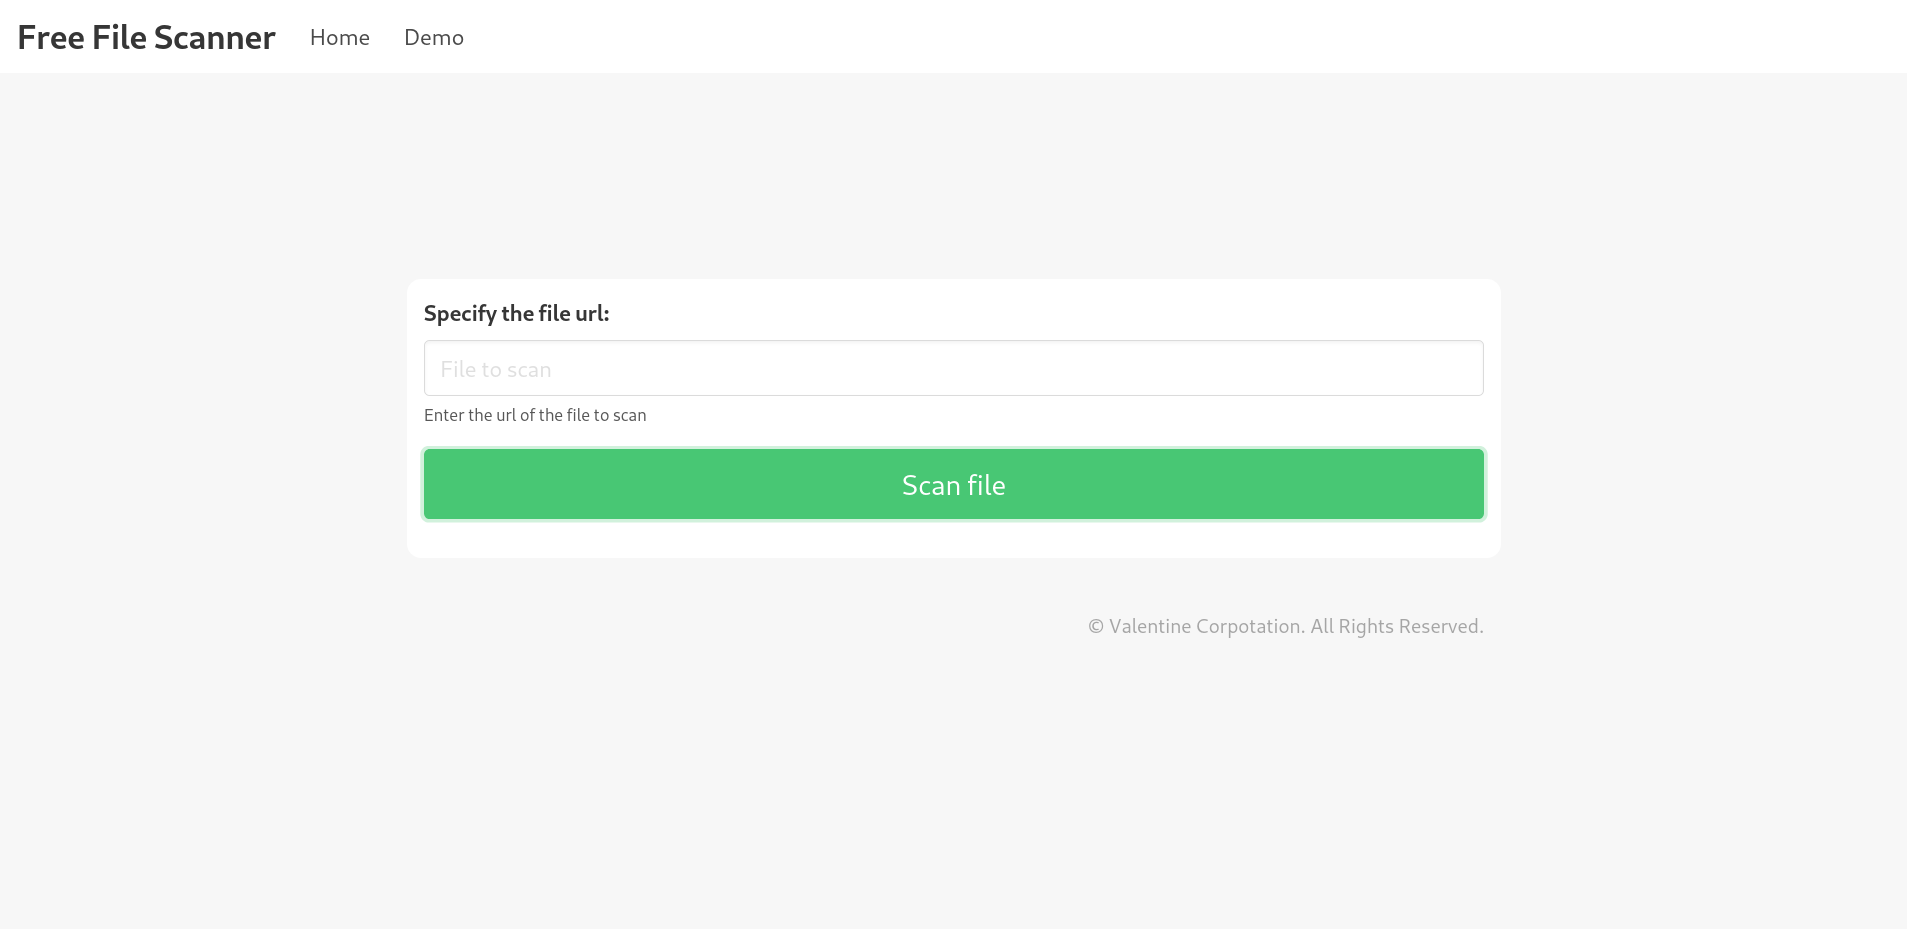 Free File Scanner Home Demo
Specify the file url:
File to scan
Enter the url of the file to scan
Scan file
© Valentine Corpotation. All Rights Reserved.